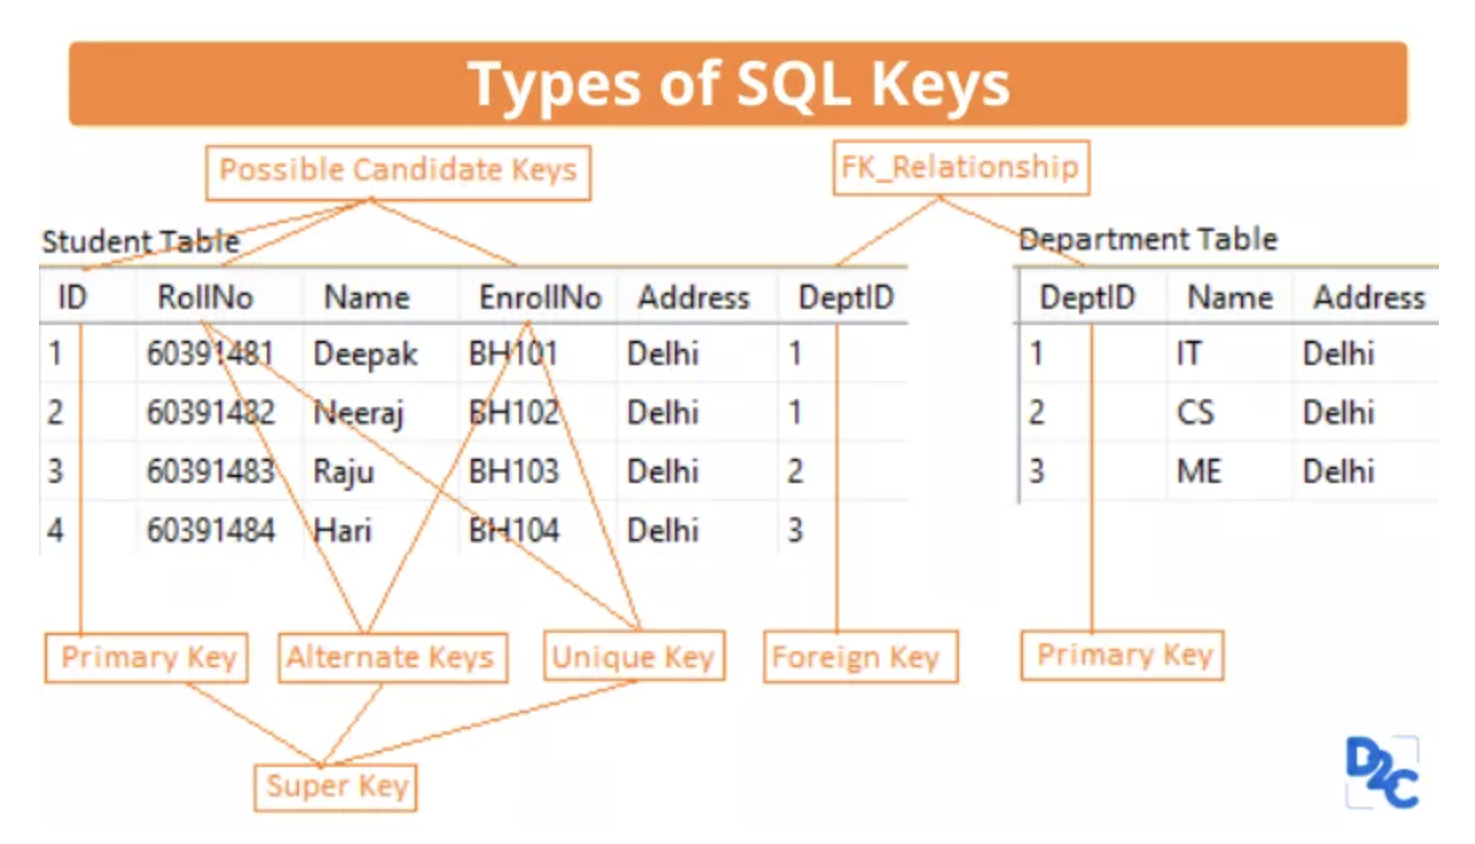 Types of SQL Keys
Possible Candidate Keys
FK_Relationship
Student Table
ID RollNo Name EnrollNo Address DeptID
1 60391481 Deepak BH101 Delhi 1
2 60391482 Neeraj BH102 Delhi 1
3 60391483 Raju BH103 Delhi 2
4 60391484 Hari BH104 Delhi 3
Department Table
DeptID Name Address
1 IT Delhi
2 CS Delhi
3 ME Delhi
Primary Key
Alternate Keys
Unique Key
Foreign Key
Primary Key
Super Key
D2C